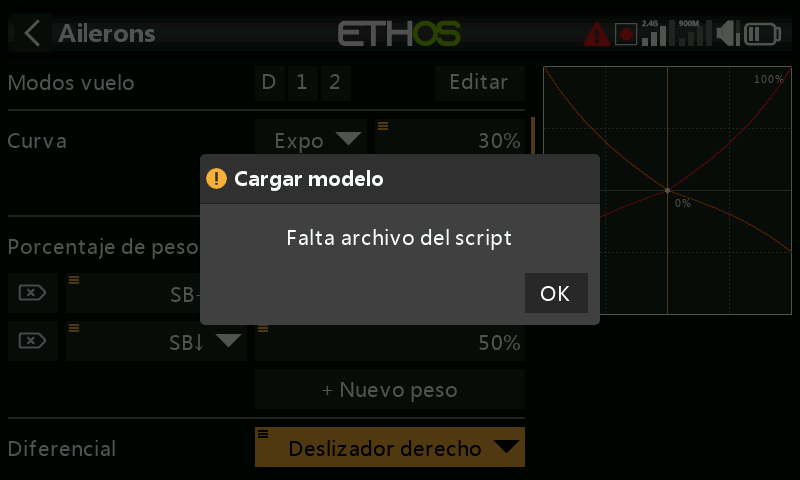 Ailerons
ETHOS
2.4G
900M
Modos vuelo
D
1
2
Editar
100%
Curva
Expo
30%
Cargar modelo
0%
Falta archivo del script
Porcentaje de peso
OK
SB-
SB↓
50%
+ Nuevo peso
Diferencial
Deslizador derecho